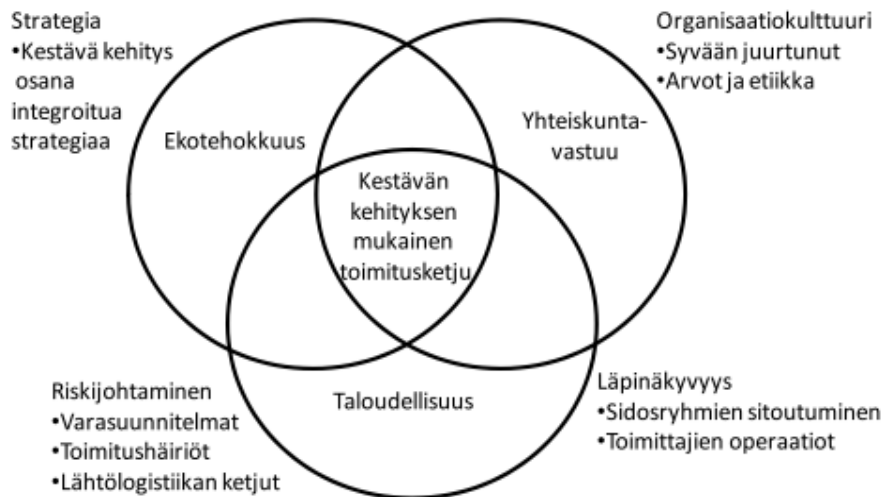 Strategia
•Kestävä kehitys
osana
integroitua
strategiaa
Organisaatiokulttuuri
•Syvään juurtunut
•Arvot ja etiikka
Ekotehokkuus
Yhteiskunta-
vastuu
Kestävän
kehityksen
mukainen
toimitusketju
Taloudellisuus
Riskijohtaminen
•Varasuunnitelmat
•Toimitushäiriöt
•Lähtölogistiikan ketjut
Läpinäkyvyys
•Sidosryhmien sitoutuminen
•Toimittajien operaatiot